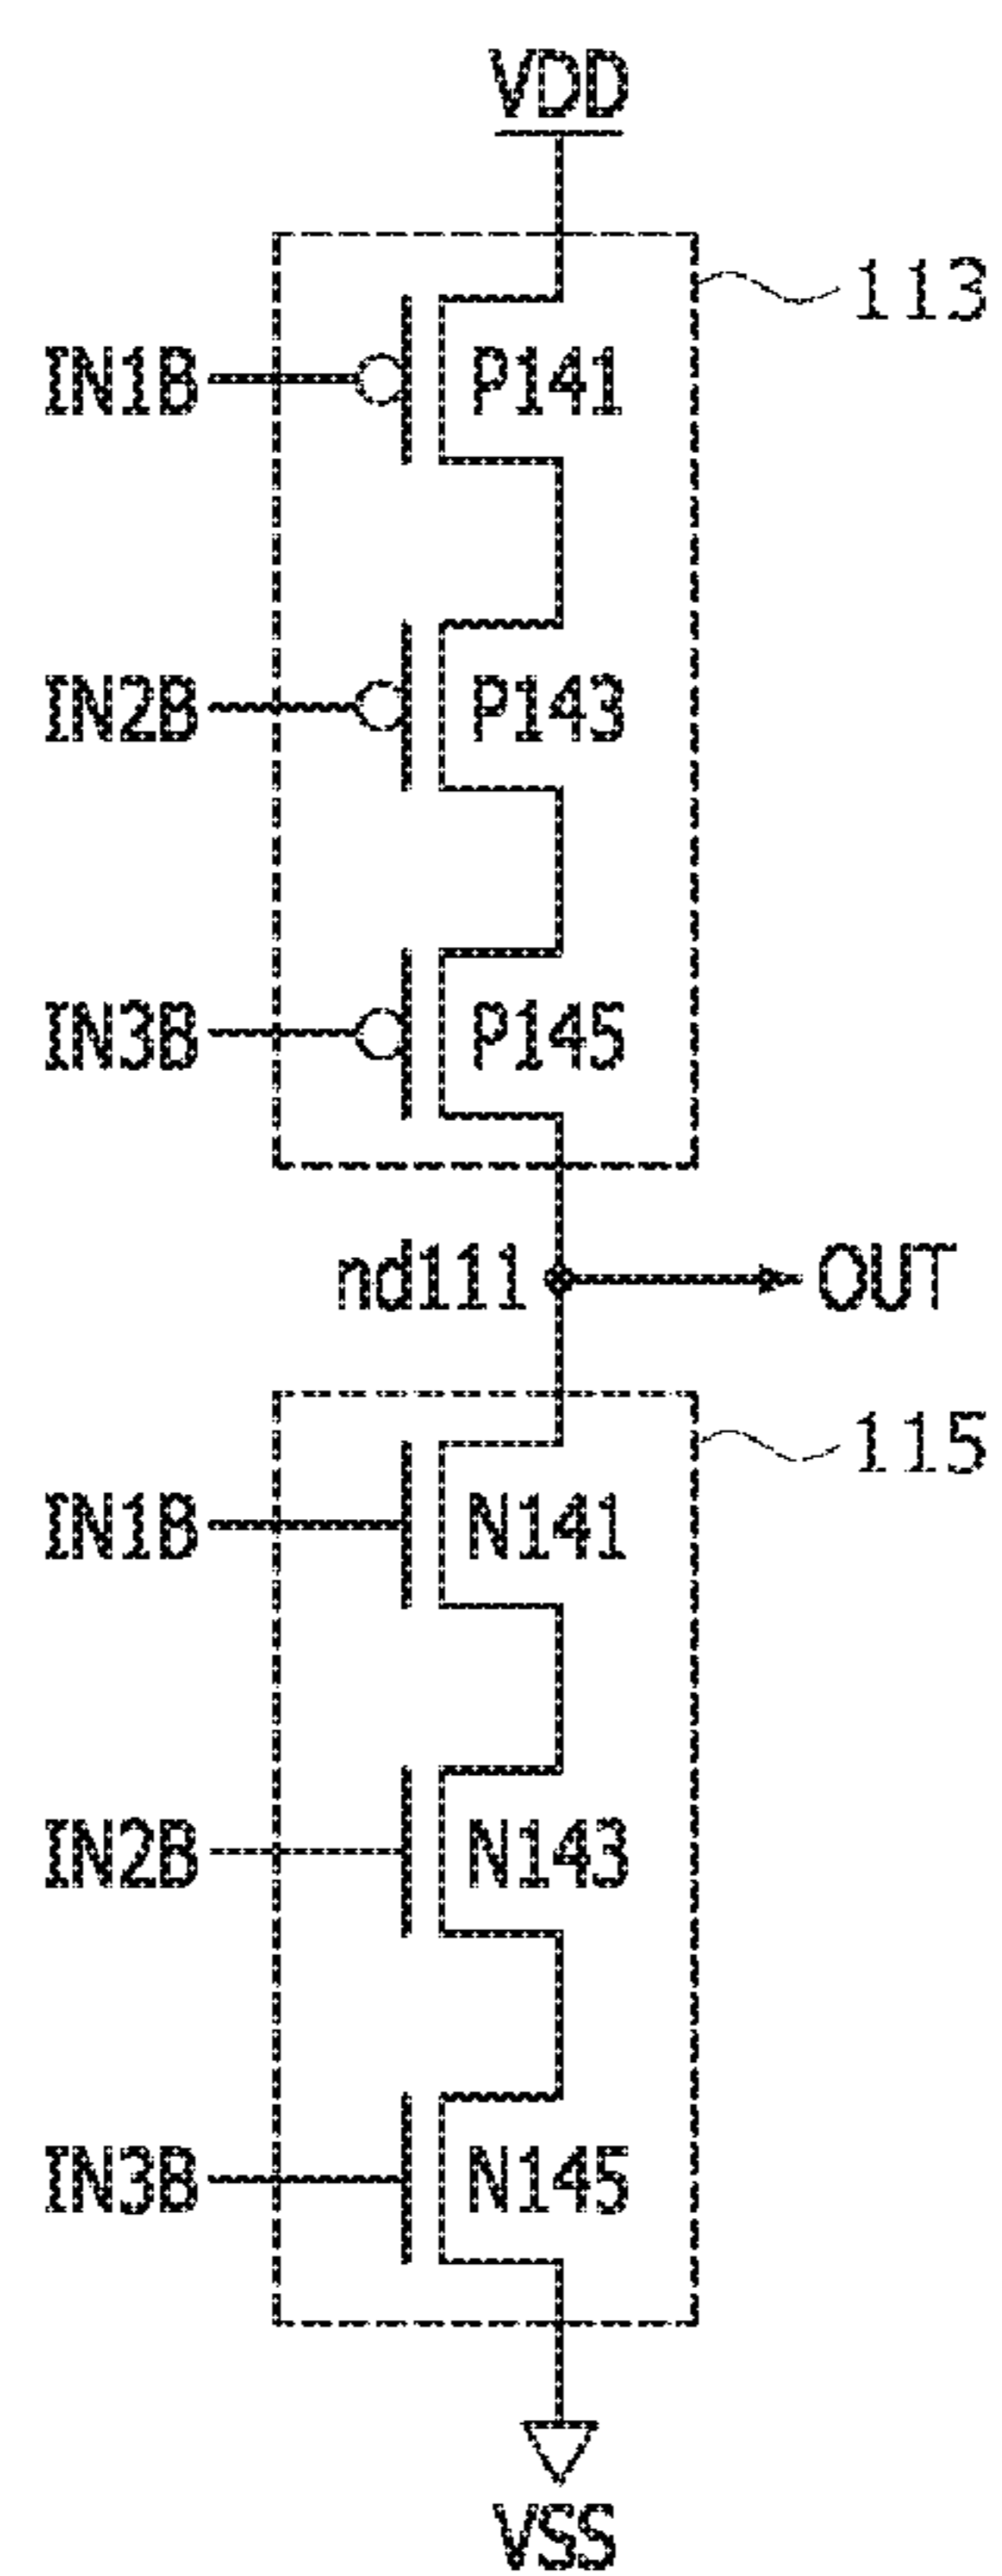 VDD
113
IN1B P141
IN2B P143
IN3B P145
nd111 OUT
115
IN1B N141
IN2B N143
IN3B N145
VSS